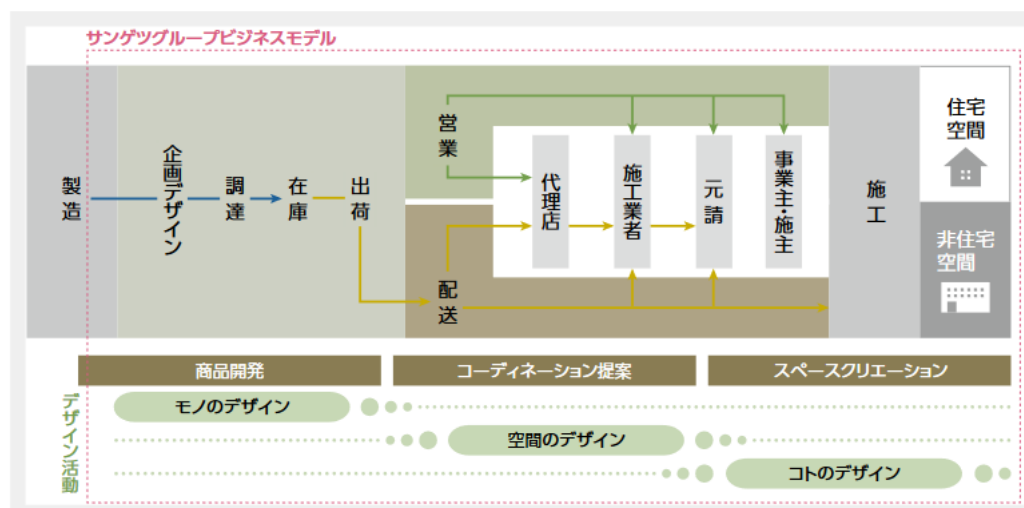 サンゲツグループビジネスモデル
製造
企画デザイン
調達
在庫
出荷
営業
配送
代理店
施工業者
元請
事業主・施主
施工
住宅
空間
非住宅
空間
商品開発
コーディネーション提案
スペースクリエーション
デザイン活動
モノのデザイン
空間のデザイン
コトのデザイン